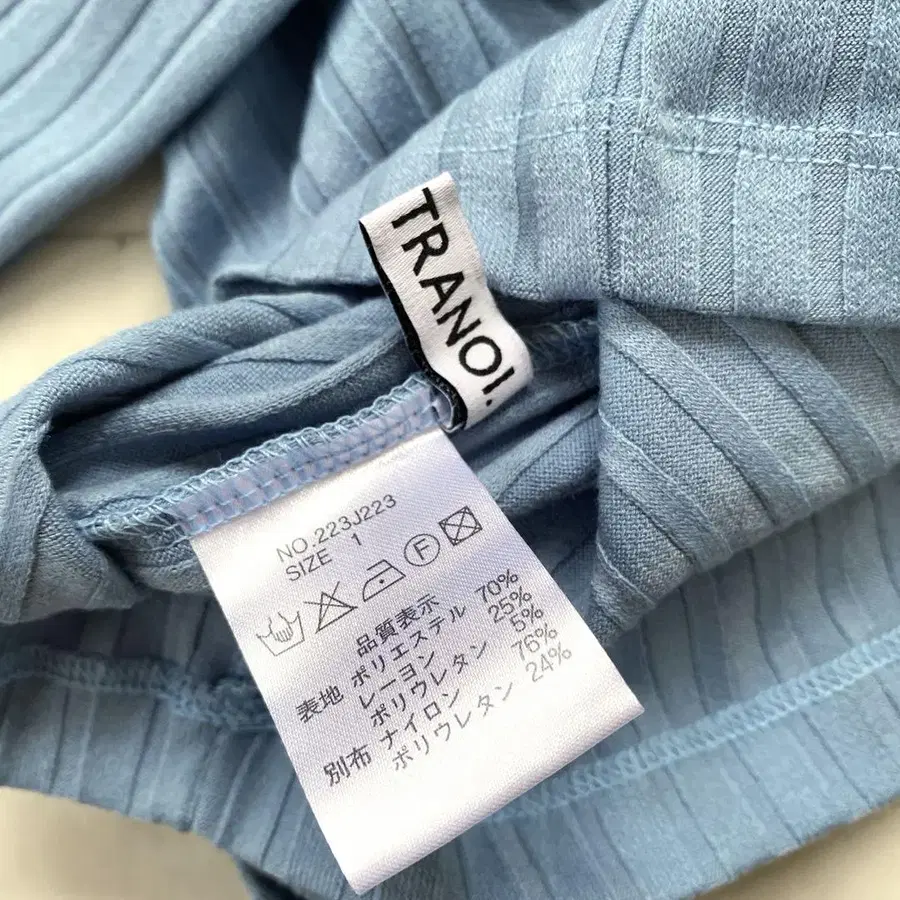 TRANOI.
NO.223J223
SIZE 1
F
品質表示
表地 ポリエステル 70%
レーヨン 25%
ポリウレタン 5%
別布 ナイロン 76%
ポリウレタン 24%